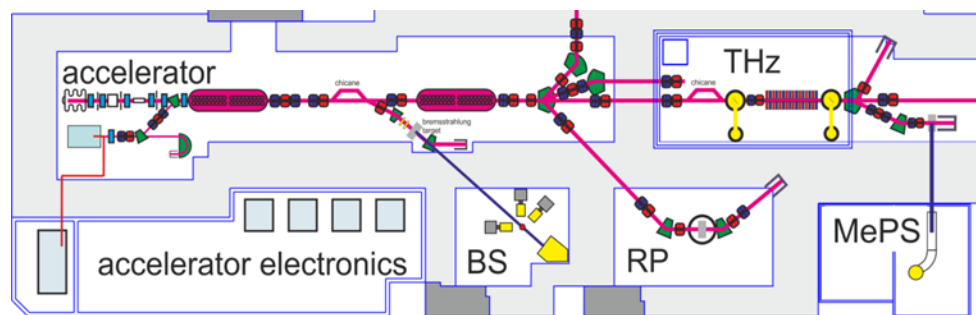 accelerator
chicane
bremsstrahlung
target
chicane
THz
accelerator electronics
BS
RP
MePS